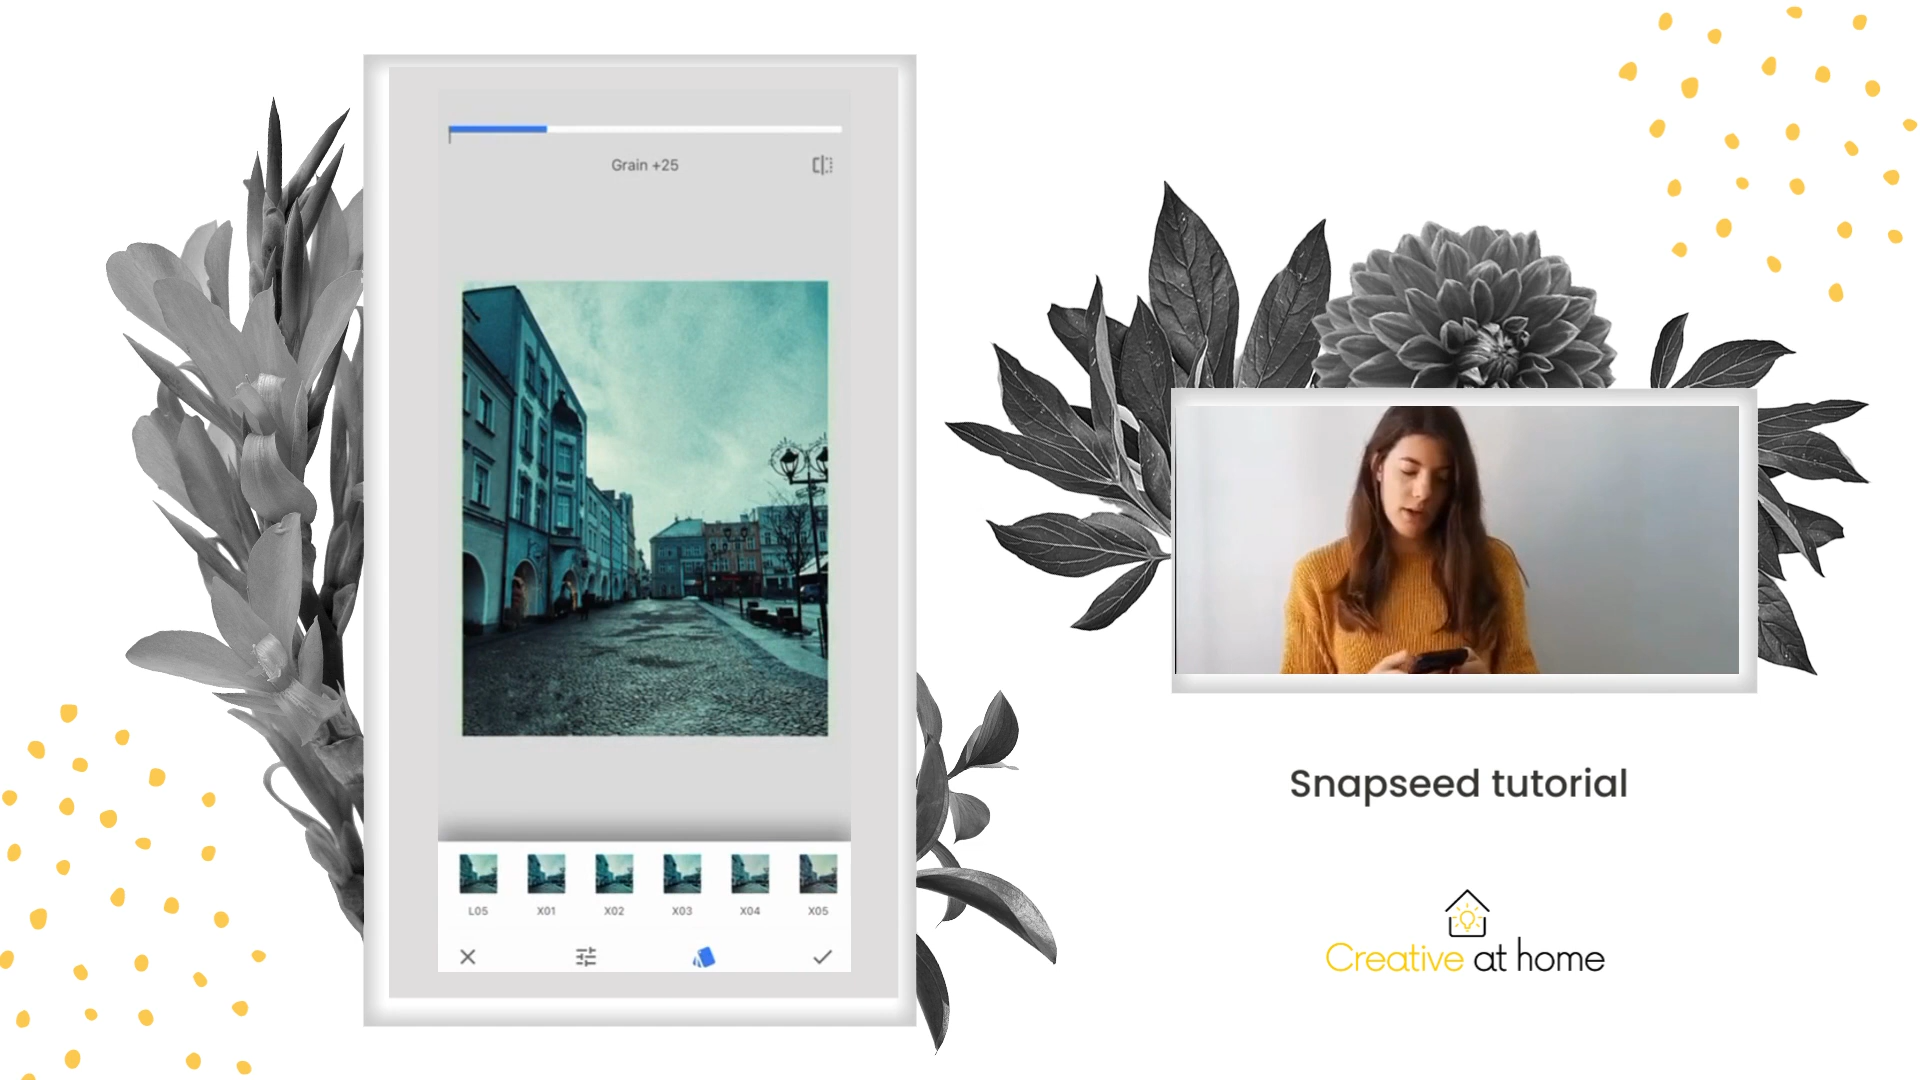 Grain +25
L05 X01 X02 X03 X04 X05
Snapseed tutorial
Creative at home